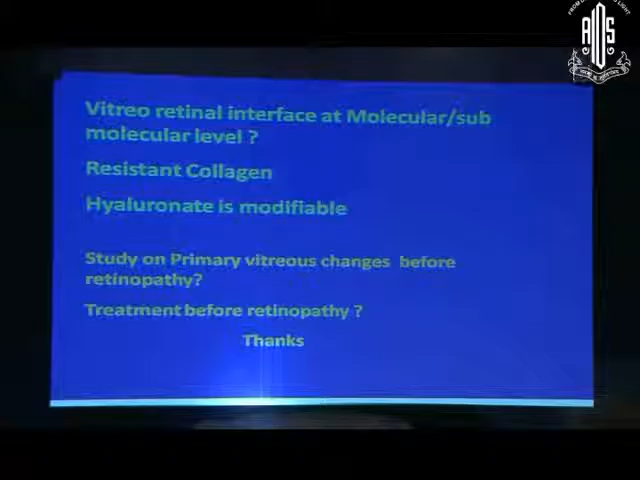 Vitreo retinal interface at Molecular/sub
molecular level ?
Resistant Collagen
Hyaluronate is modifiable
Study on Primary vitreous changes before
retinopathy?
Treatment before retinopathy ?
Thanks
AIOS